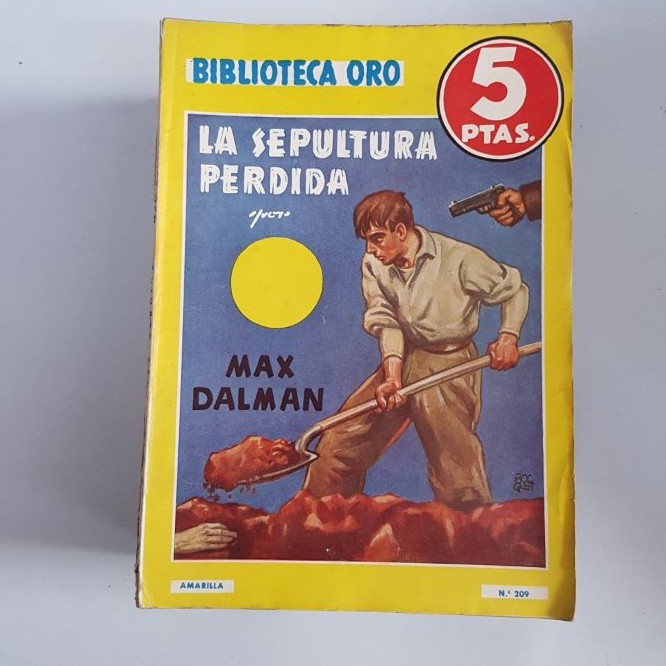 BIBLIOTECA ORO
5
PTAS.
LA SEPULTURA
PERDIDA
MAX
DALMAN
AMARILLA
N.º 209